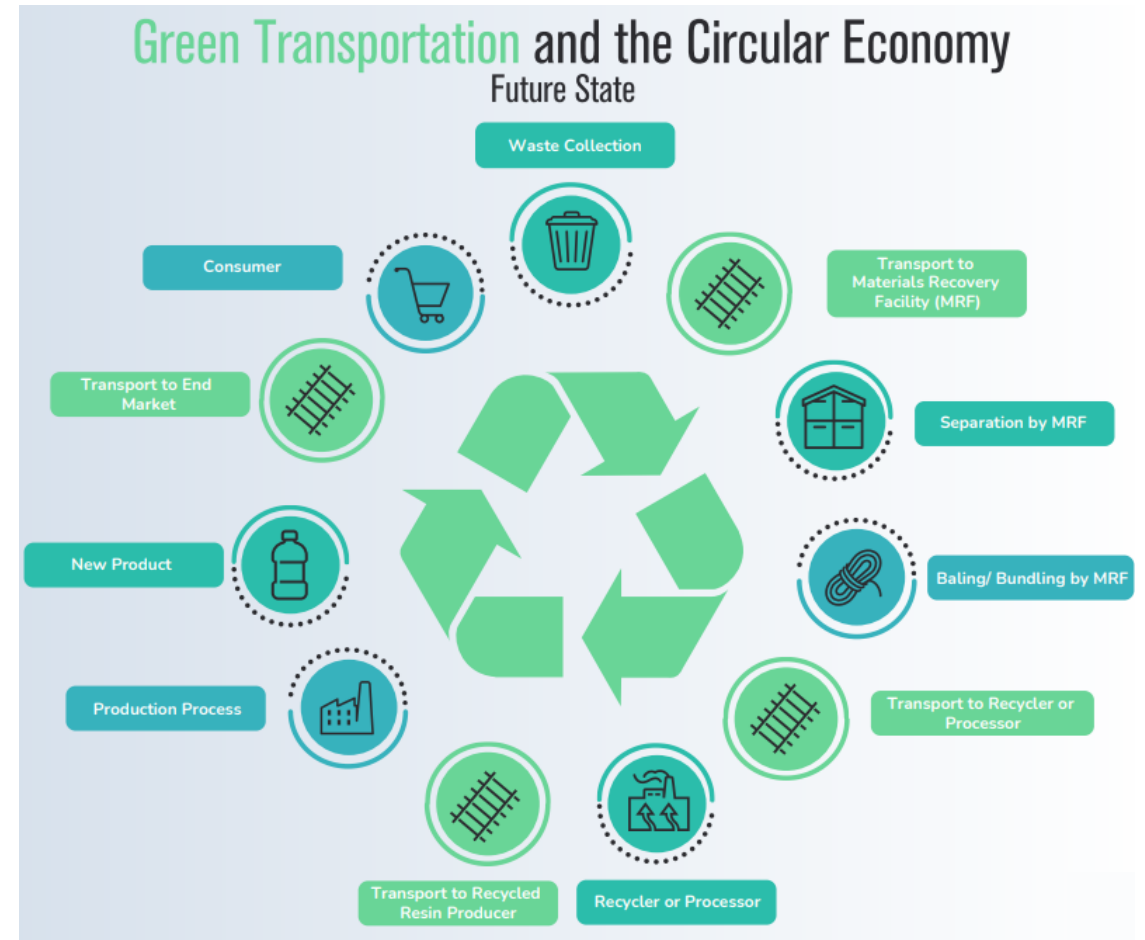 Green Transportation and the Circular Economy
Future State
Waste Collection
Transport to
Materials Recovery
Facility (MRF)
Separation by MRF
Baling/ Bundling by MRF
Transport to Recycler or
Processor
Recycler or Processor
Transport to Recycled
Resin Producer
Production Process
New Product
Transport to End
Market
Consumer